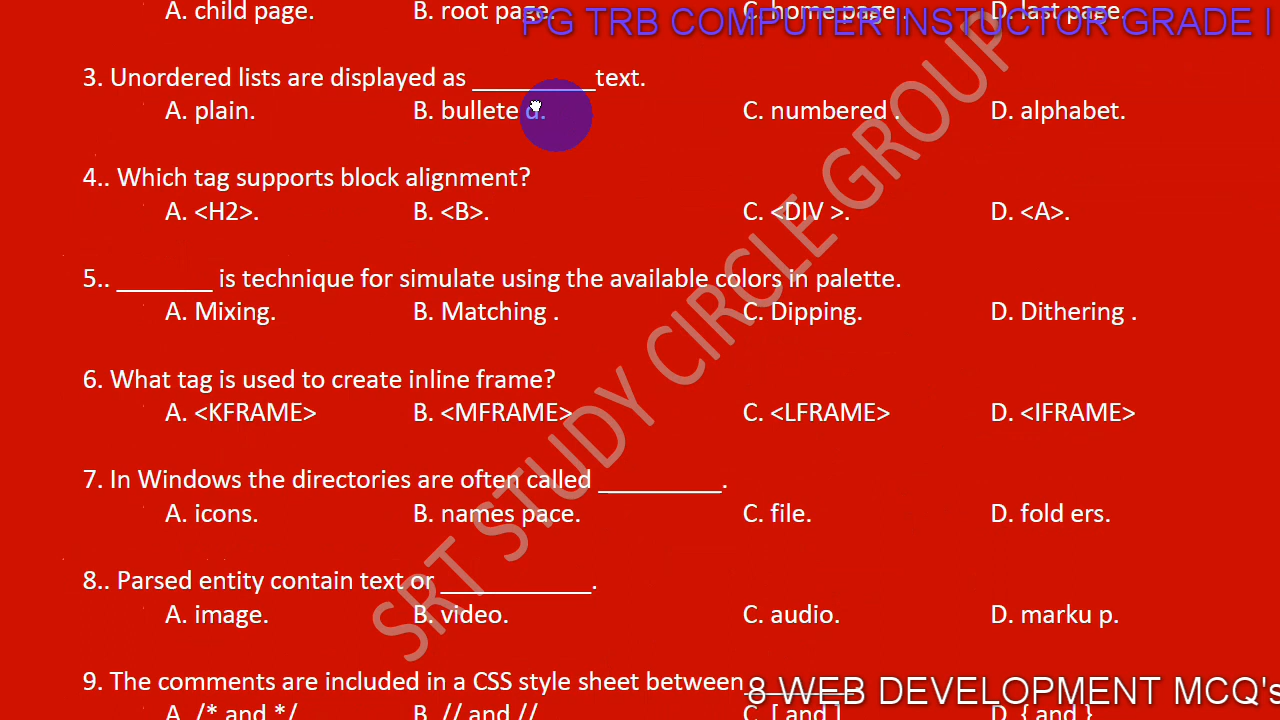 A. child page. B. root page. C. home page . D. last page.
PG TRB COMPUTER INSTUCTOR GRADE I
3. Unordered lists are displayed as __________text.
A. plain. B. bullete d. C. numbered . D. alphabet.
4.. Which tag supports block alignment?
A. <H2>. B. <B>. C. <DIV >. D. <A>.
5.. ________ is technique for simulate using the available colors in palette.
A. Mixing. B. Matching . C. Dipping. D. Dithering .
6. What tag is used to create inline frame?
A. <KFRAME> B. <MFRAME> C. <LFRAME> D. <IFRAME>
7. In Windows the directories are often called __________.
A. icons. B. names pace. C. file. D. fold ers.
8.. Parsed entity contain text or ____________.
A. image. B. video. C. audio. D. marku p.
9. The comments are included in a CSS style sheet between__________
8 WEB DEVELOPMENT MCQ's
A. /* and */ B. // and // C. [ and ] D. { and }
SRT STUDY CIRCLE GROUP